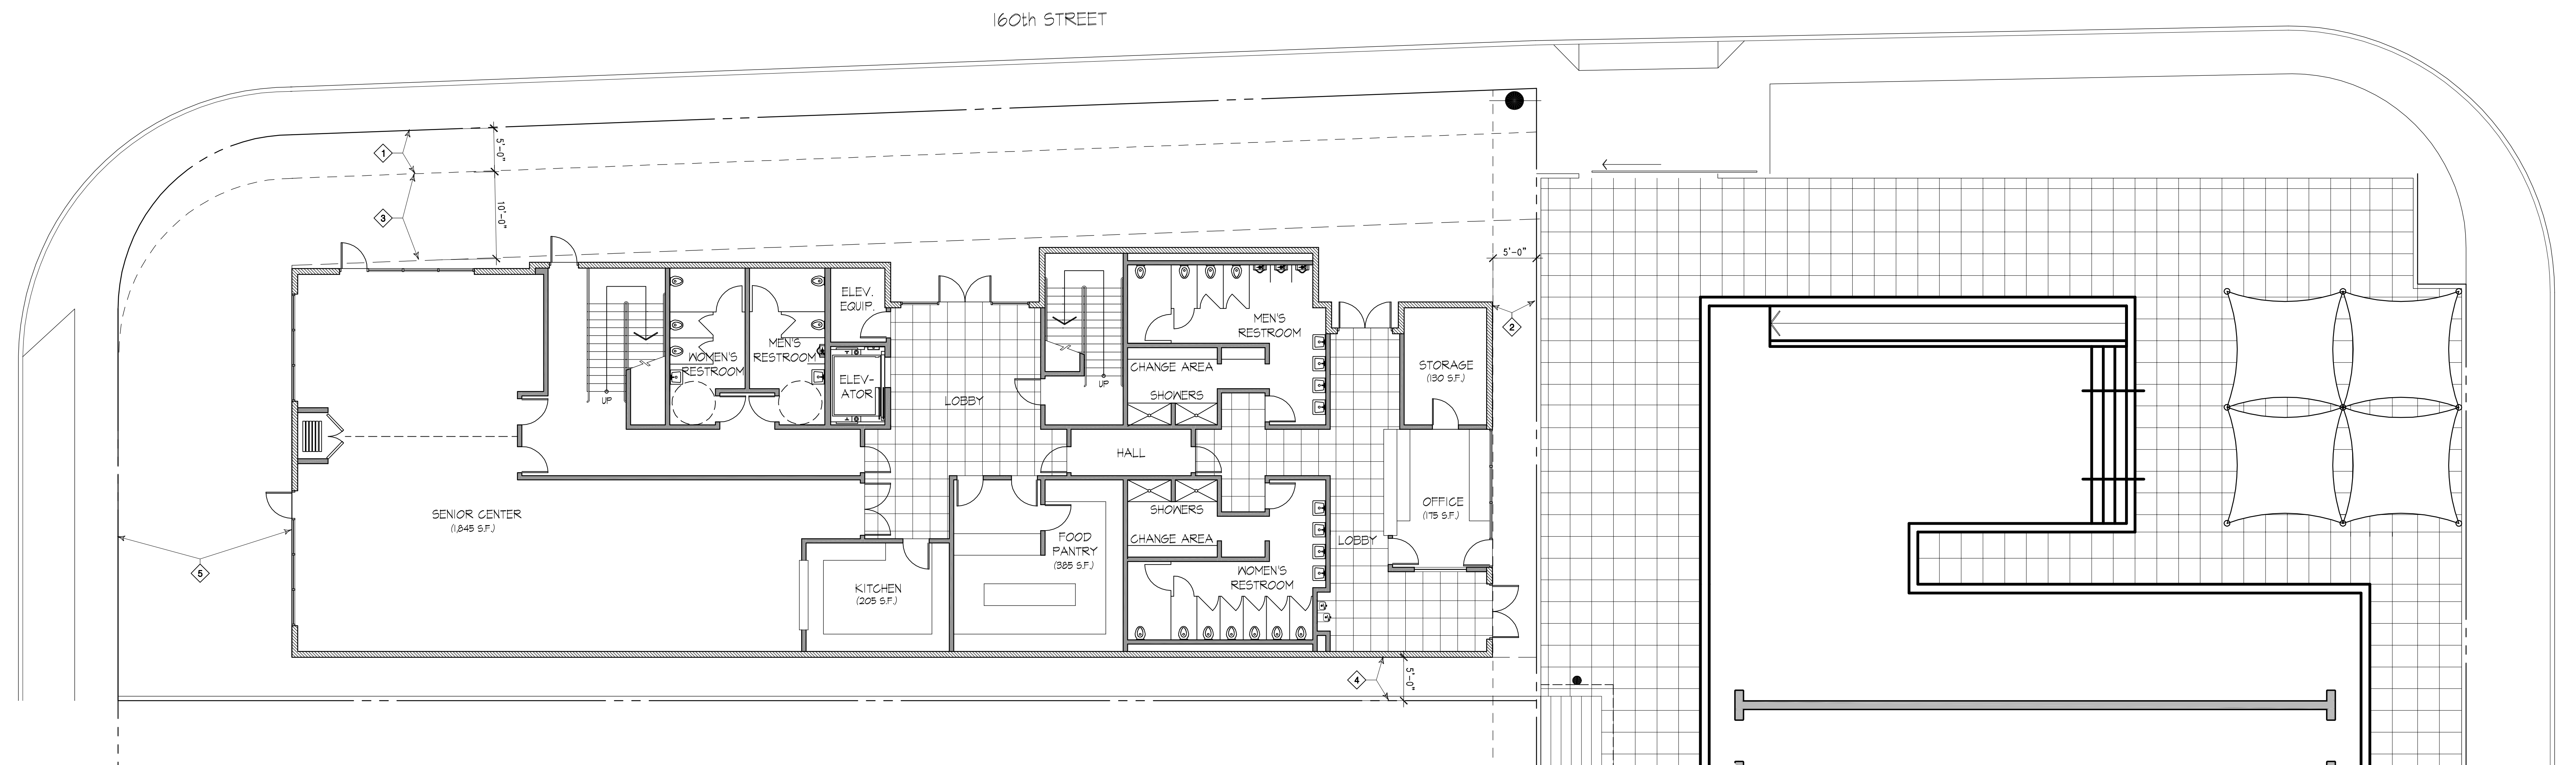 160th STREET
1
5'-0"
3
10'-0"
5'-0"
2
ELEV.
EQUIP.
MEN'S
RESTROOM
WOMEN'S
RESTROOM
MEN'S
RESTROOM
ELEV-
ATOR
UP
UP
LOBBY
CHANGE AREA
SHOWERS
STORAGE
(130 S.F.)
HALL
SENIOR CENTER
(1,845 S.F.)
SHOWERS
CHANGE AREA
OFFICE
(175 S.F.)
LOBBY
FOOD
PANTRY
(385 S.F.)
WOMEN'S
RESTROOM
KITCHEN
(205 S.F.)
5
4
5'-0"